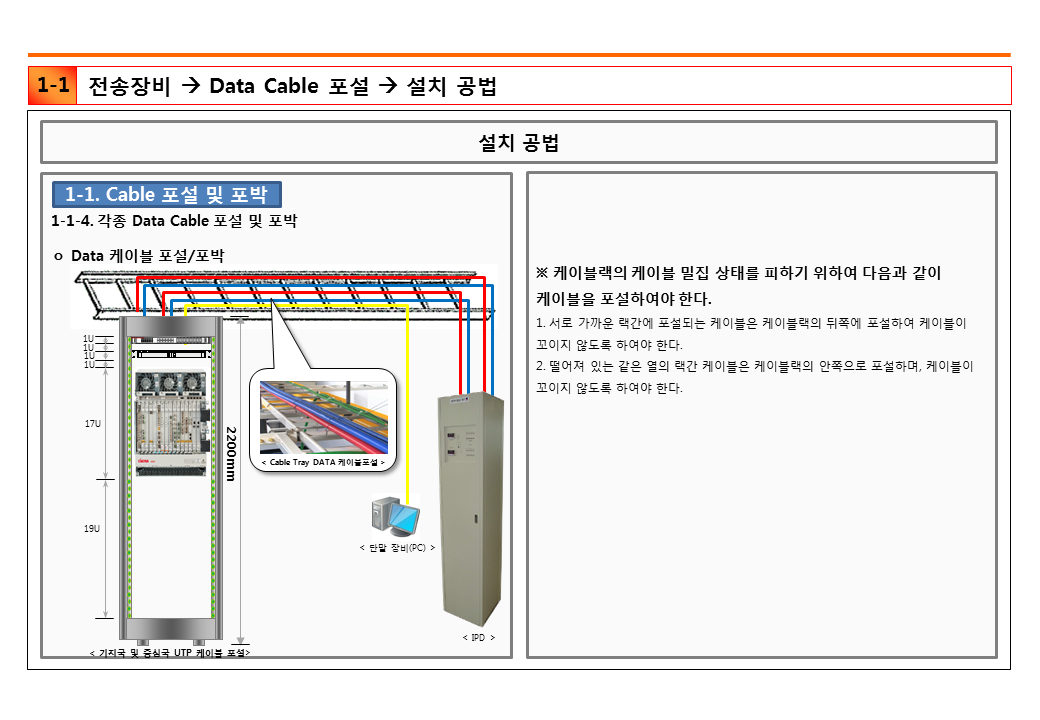 1-1 전송장비 → Data Cable 포설 → 설치 공법
설치 공법
1-1. Cable 포설 및 포박
1-1-4. 각종 Data Cable 포설 및 포박
ㅇ Data 케이블 포설/포박
1U
1U
1U
1U
17U
19U
2200mm
< Cable Tray DATA 케이블포설 >
< 단말 장비(PC) >
< IPD >
< 기지국 및 중심국 UTP 케이블 포설>
※ 케이블랙의 케이블 밀집 상태를 피하기 위하여 다음과 같이
케이블을 포설하여야 한다.
1. 서로 가까운 랙간에 포설되는 케이블은 케이블랙의 뒤쪽에 포설하여 케이블이
꼬이지 않도록 하여야 한다.
2. 떨어져 있는 같은 열의 랙간 케이블은 케이블랙의 안쪽으로 포설하며, 케이블이
꼬이지 않도록 하여야 한다.